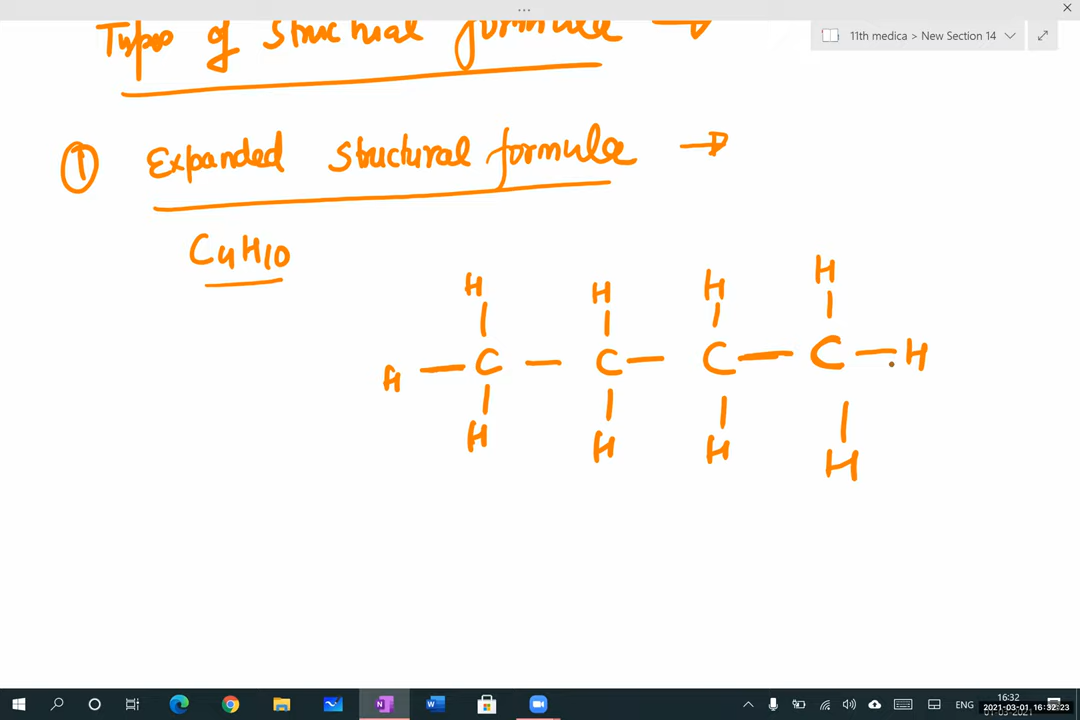 11th medica > New Section 14
Types of structural formula →
① Expanded structural formula →
C4H10
H H H H
H — C — C — C — C — H
H H H H
ENG
16:32
2021-03-01 16:32:23